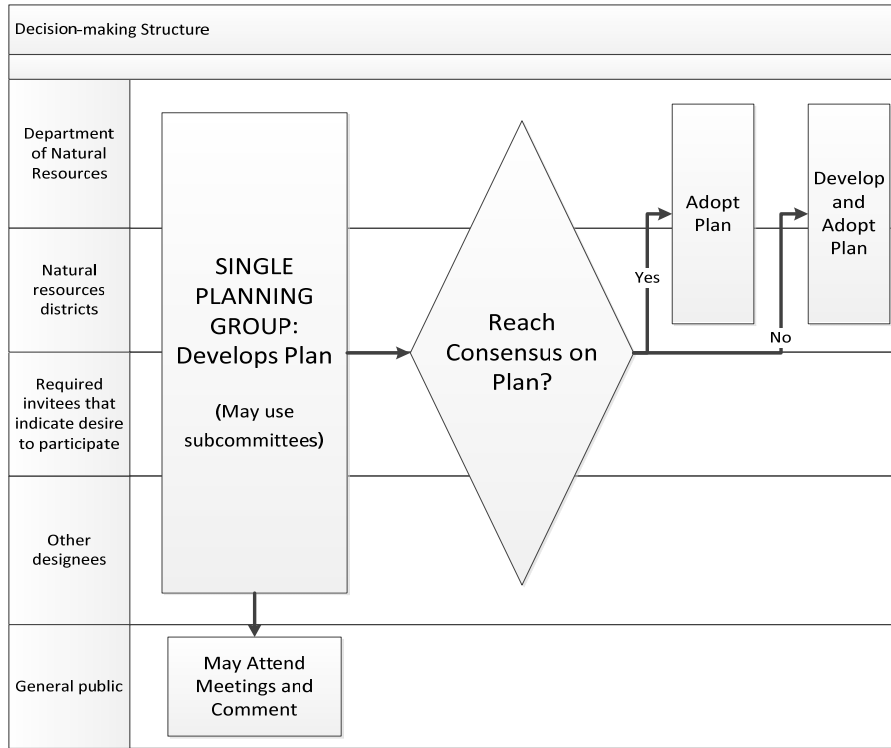 Decision-making Structure
Department
of Natural
Resources
Natural
resources
districts
Required
invitees that
indicate desire
to participate
Other
designees
General public
SINGLE
PLANNING
GROUP:
Develops Plan
(May use
subcommittees)
May Attend
Meetings and
Comment
Reach
Consensus on
Plan?
Yes
No
Adopt
Plan
Develop
and
Adopt
Plan